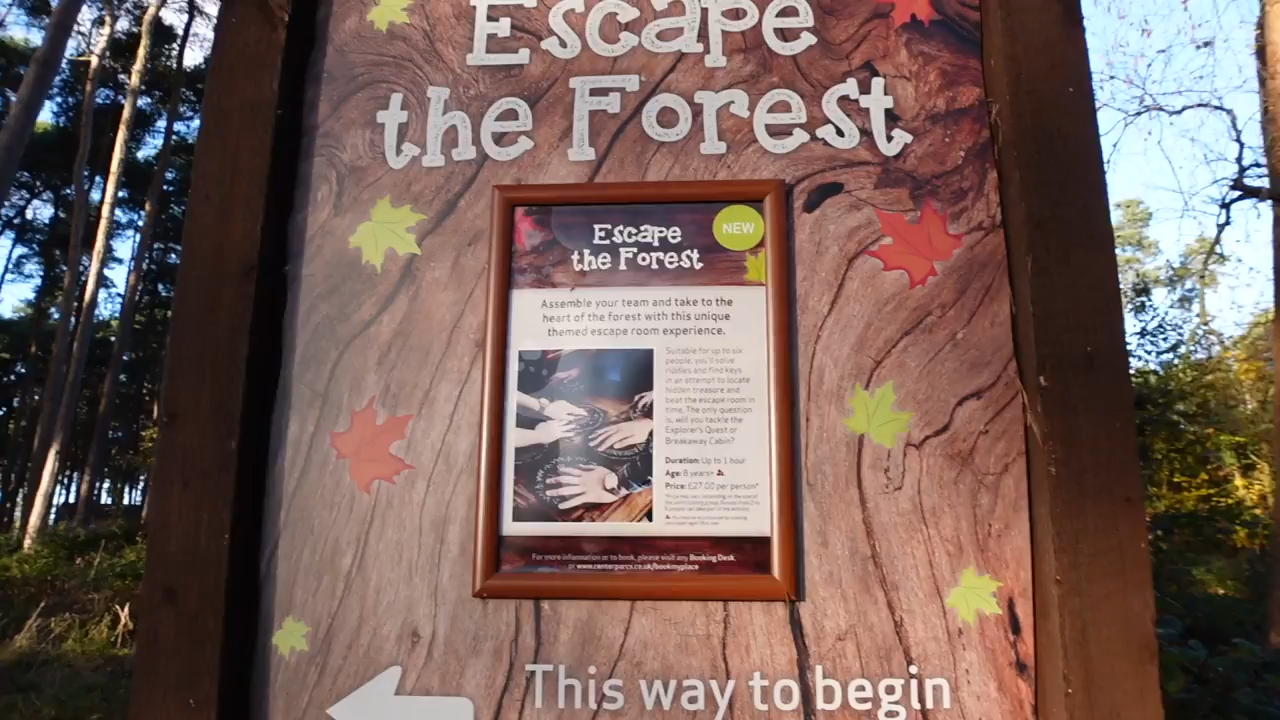 Escape
the Forest
NEW
Escape
the Forest
Assemble your team and take to the
heart of the forest with this unique
themed escape room experience.
Suitable for up to six
people, you'll solve
riddles and find keys
in an attempt to locate
hidden treasure and
beat the escape room in
time. The only question
is, will you tackle the
Explorer's Quest or
Breakaway Cabin?
Duration: Up to 1 hour
Age: 8 years+
Price: £27.00 per person*
For more information or to book, please visit any Booking Desk,
or www.centerparcs.co.uk/bookmyplace
This way to begin